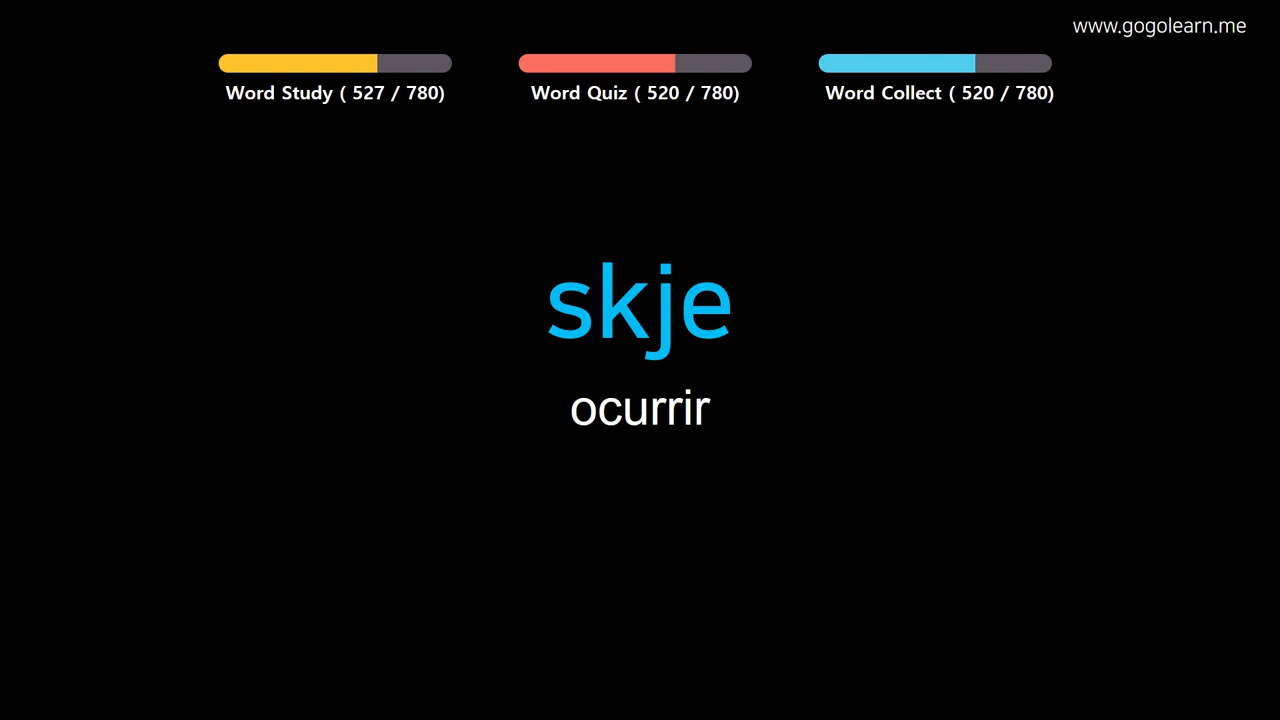 www.gogolearn.me
Word Study ( 527 / 780)
Word Quiz ( 520 / 780)
Word Collect ( 520 / 780)
skje
ocurrir